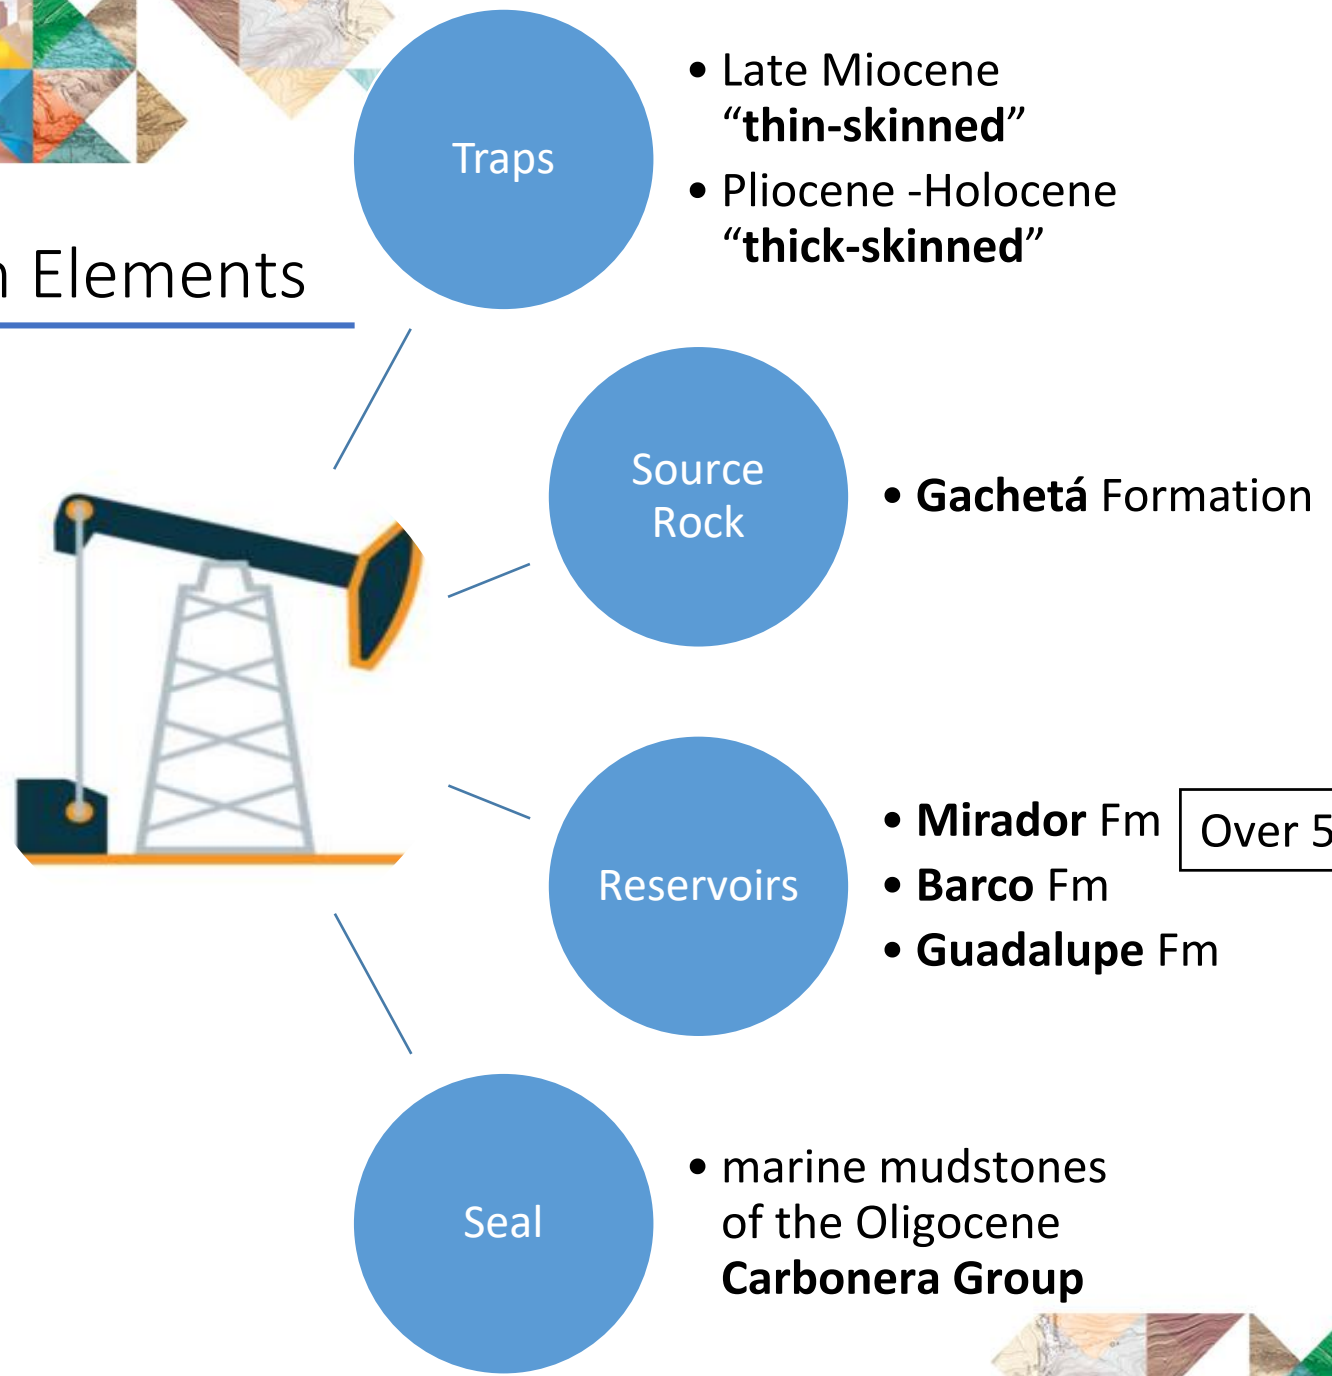 Traps
• Late Miocene
“thin-skinned”
• Pliocene -Holocene
“thick-skinned”
Elements
Source
Rock
• Gachetá Formation
Reservoirs
• Mirador Fm
Over 5
• Barco Fm
• Guadalupe Fm
Seal
• marine mudstones
of the Oligocene
Carbonera Group